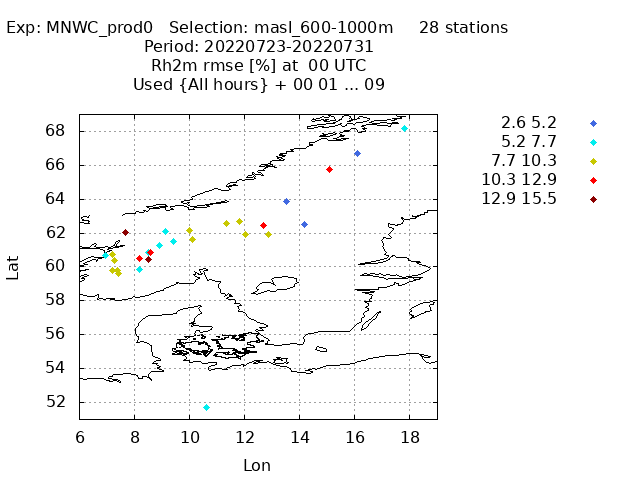 Exp: MNWC_prod0   Selection: masl_600-1000m     28 stations
Period: 20220723-20220731
Rh2m rmse [%] at  00 UTC
Used {All hours} + 00 01 ... 09
2.6 5.2
5.2 7.7
7.7 10.3
10.3 12.9
12.9 15.5
68
66
64
62
60
58
56
54
52
Lat
6 8 10 12 14 16 18
Lon